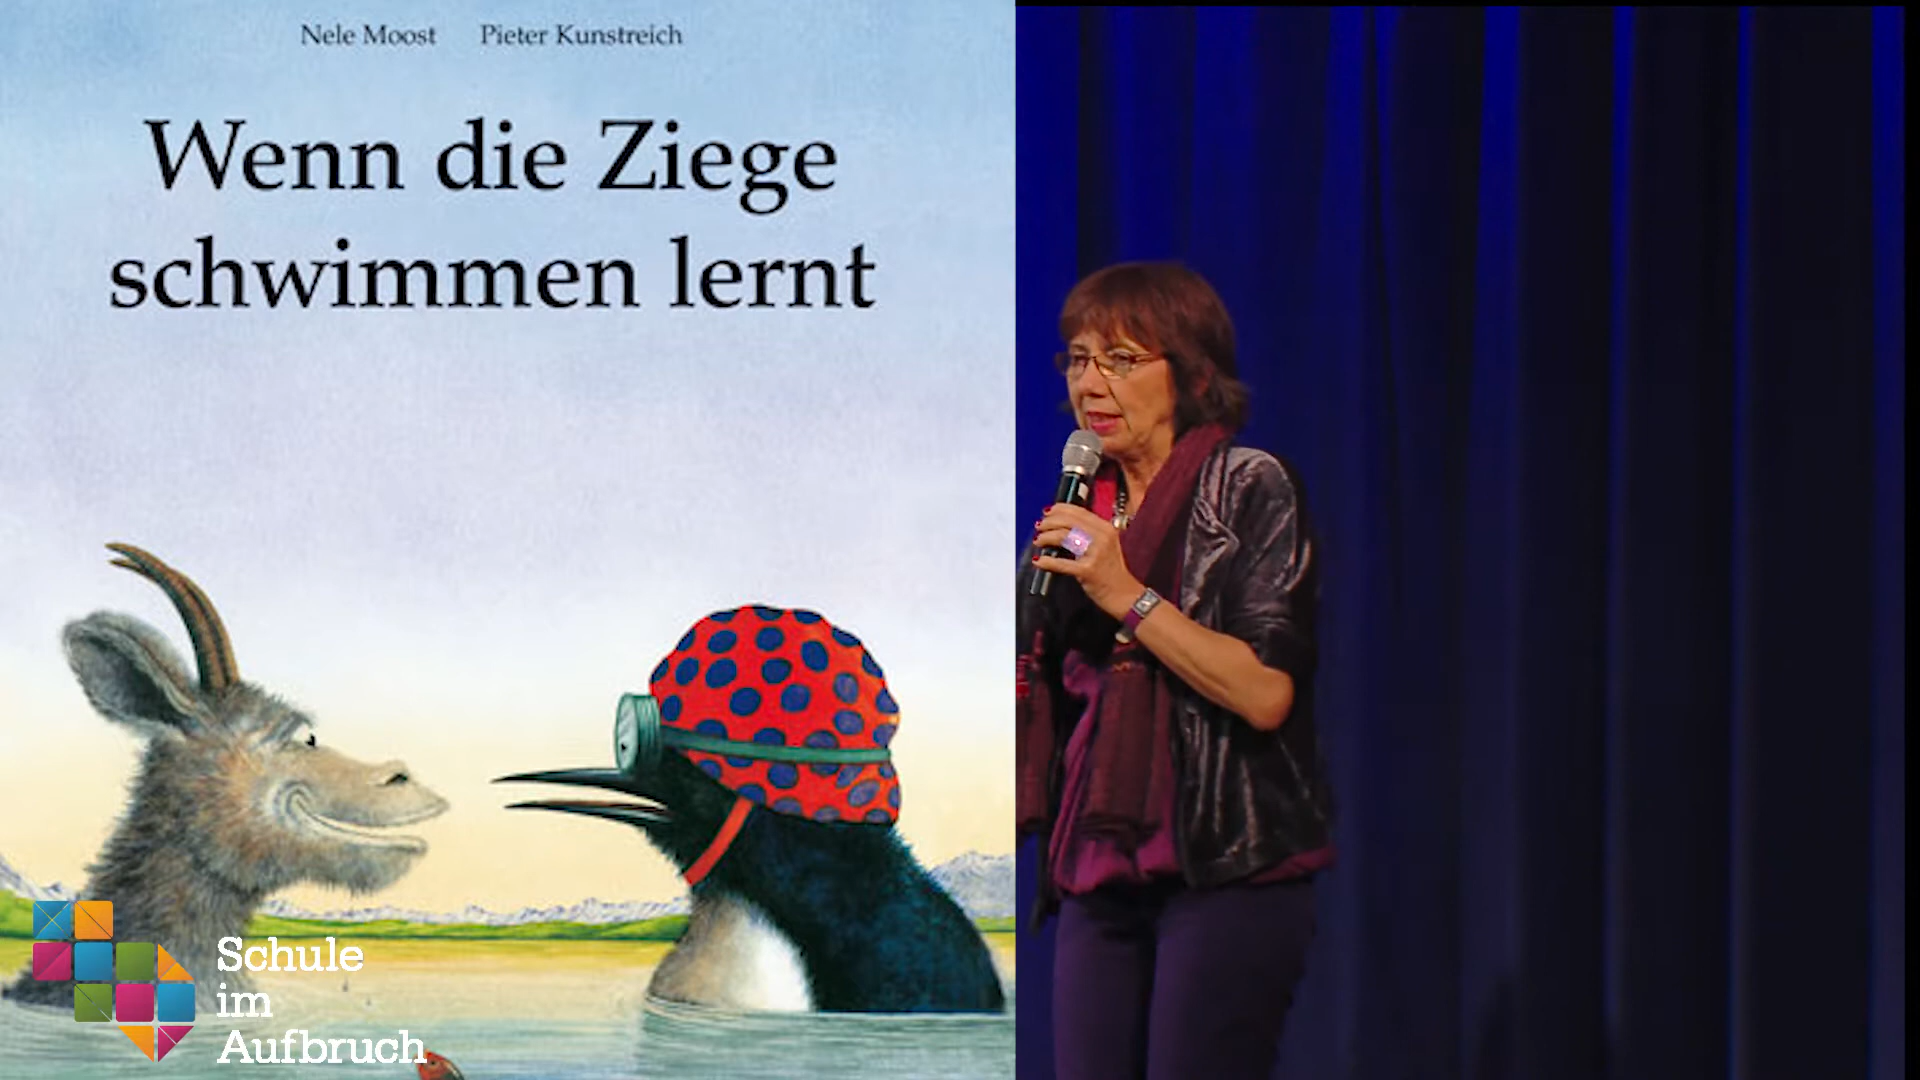 Nele Moost Pieter Kunstreich
Wenn die Ziege
schwimmen lernt
Schule
im
Aufbruch